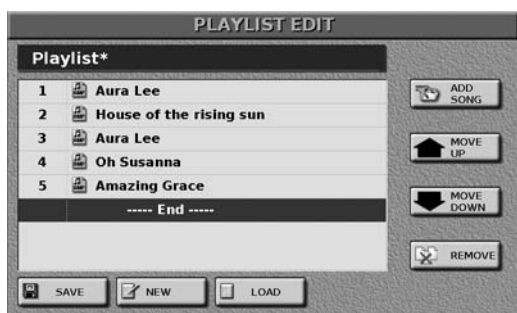 PLAYLIST EDIT
Playlist*
1 Aura Lee
2 House of the rising sun
3 Aura Lee
4 Oh Susanna
5 Amazing Grace
----- End -----
ADD
SONG
MOVE
UP
MOVE
DOWN
REMOVE
SAVE
NEW
LOAD